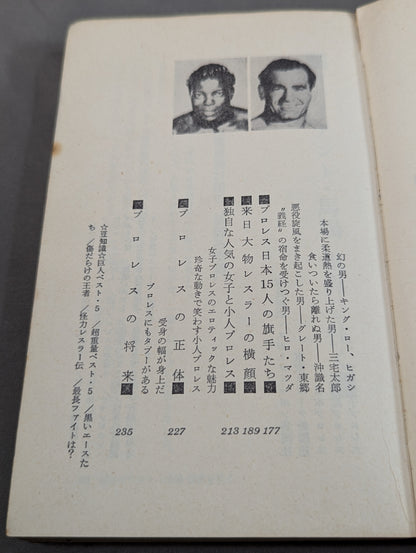 幻の男――キング・ロー、ヒガシ
本場に柔道熱を盛り上げた男――三宅太郎
食いついたら離れぬ男――沖識名
悪役旋風をまき起こした男――グレート・東郷
"義経"の宿命を受けつぐ男――ヒロ・マツダ
プロレス日本15人の旗手たち 177
来日大物レスラーの横顔 189
独自な人気の女子と小人プロレス 213
女子プロレスのエロティックな魅力
珍奇な動きで笑わす小人プロレス
プロレスの正体 227
受身の幅が身上だ
プロレスにもタブーがある
プロレスの将来 235
☆豆知識☆巨人ベスト・5／超重量ベスト・5／黒いエースた
ち／傷だらけの王者／怪力レスラー伝／最長ファイトは?